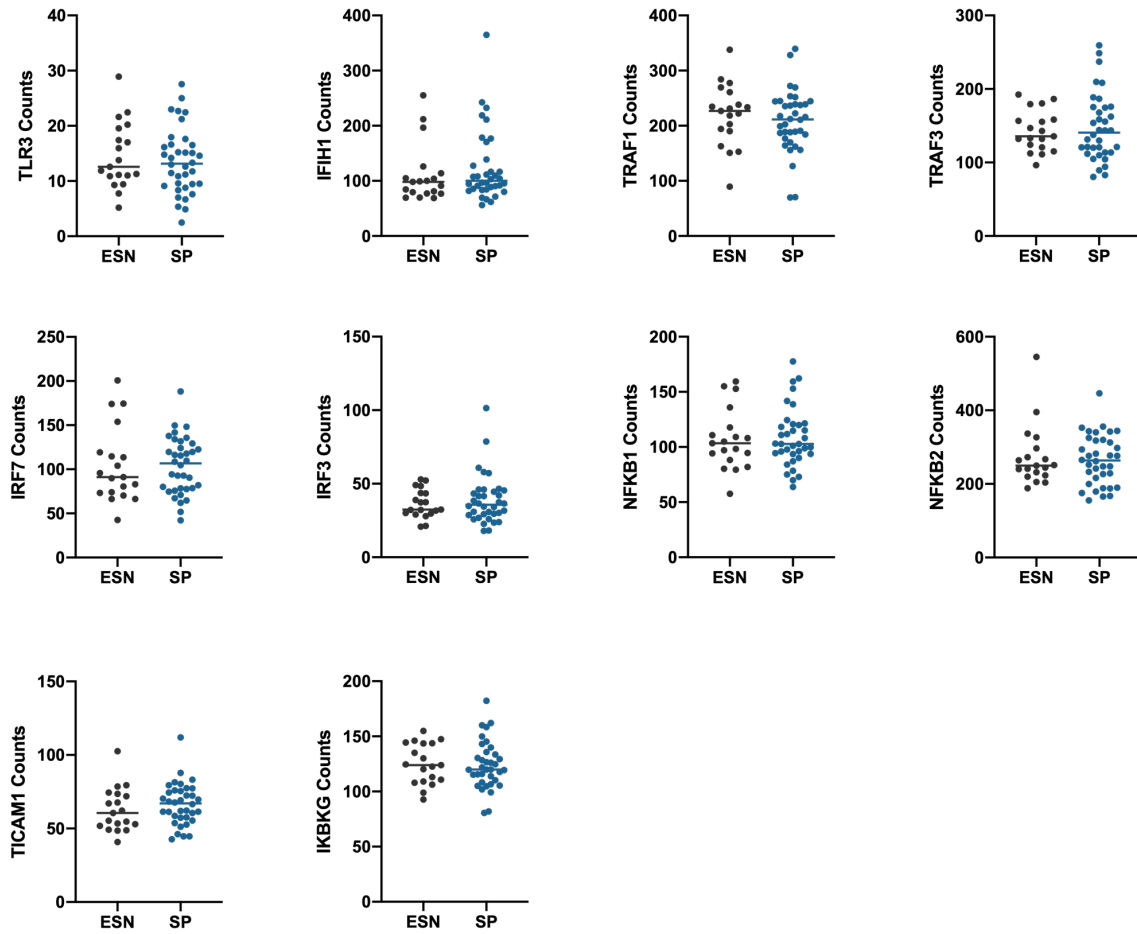 TLR3 Counts
40
30
20
10
0
ESN SP
IFIH1 Counts
400
300
200
100
0
ESN SP
TRAF1 Counts
400
300
200
100
0
ESN SP
TRAF3 Counts
300
200
100
0
ESN SP
IRF7 Counts
250
200
150
100
50
0
ESN SP
IRF3 Counts
150
100
50
0
ESN SP
NFKB1 Counts
200
150
100
50
0
ESN SP
NFKB2 Counts
600
400
200
0
ESN SP
TICAM1 Counts
150
100
50
0
ESN SP
IKBKG Counts
200
150
100
50
0
ESN SP